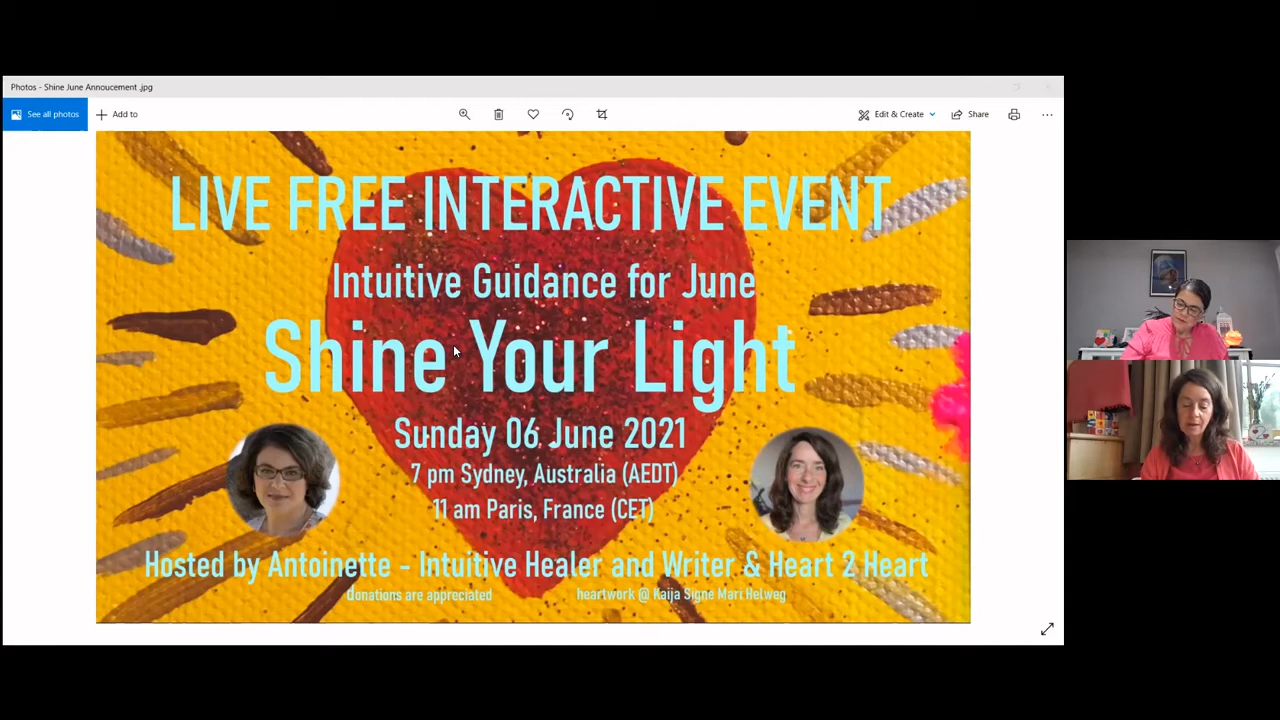 Photos - Shine June Annoucement .jpg
See all photos
Add to
Edit & Create
Share
LIVE FREE INTERACTIVE EVENT
Intuitive Guidance for June
Shine Your Light
Sunday 06 June 2021
7 pm Sydney, Australia (AEDT)
11 am Paris, France (CET)
Hosted by Antoinette - Intuitive Healer and Writer & Heart 2 Heart
donations are appreciated
heartwork @ Kaija Signe Mari Helweg